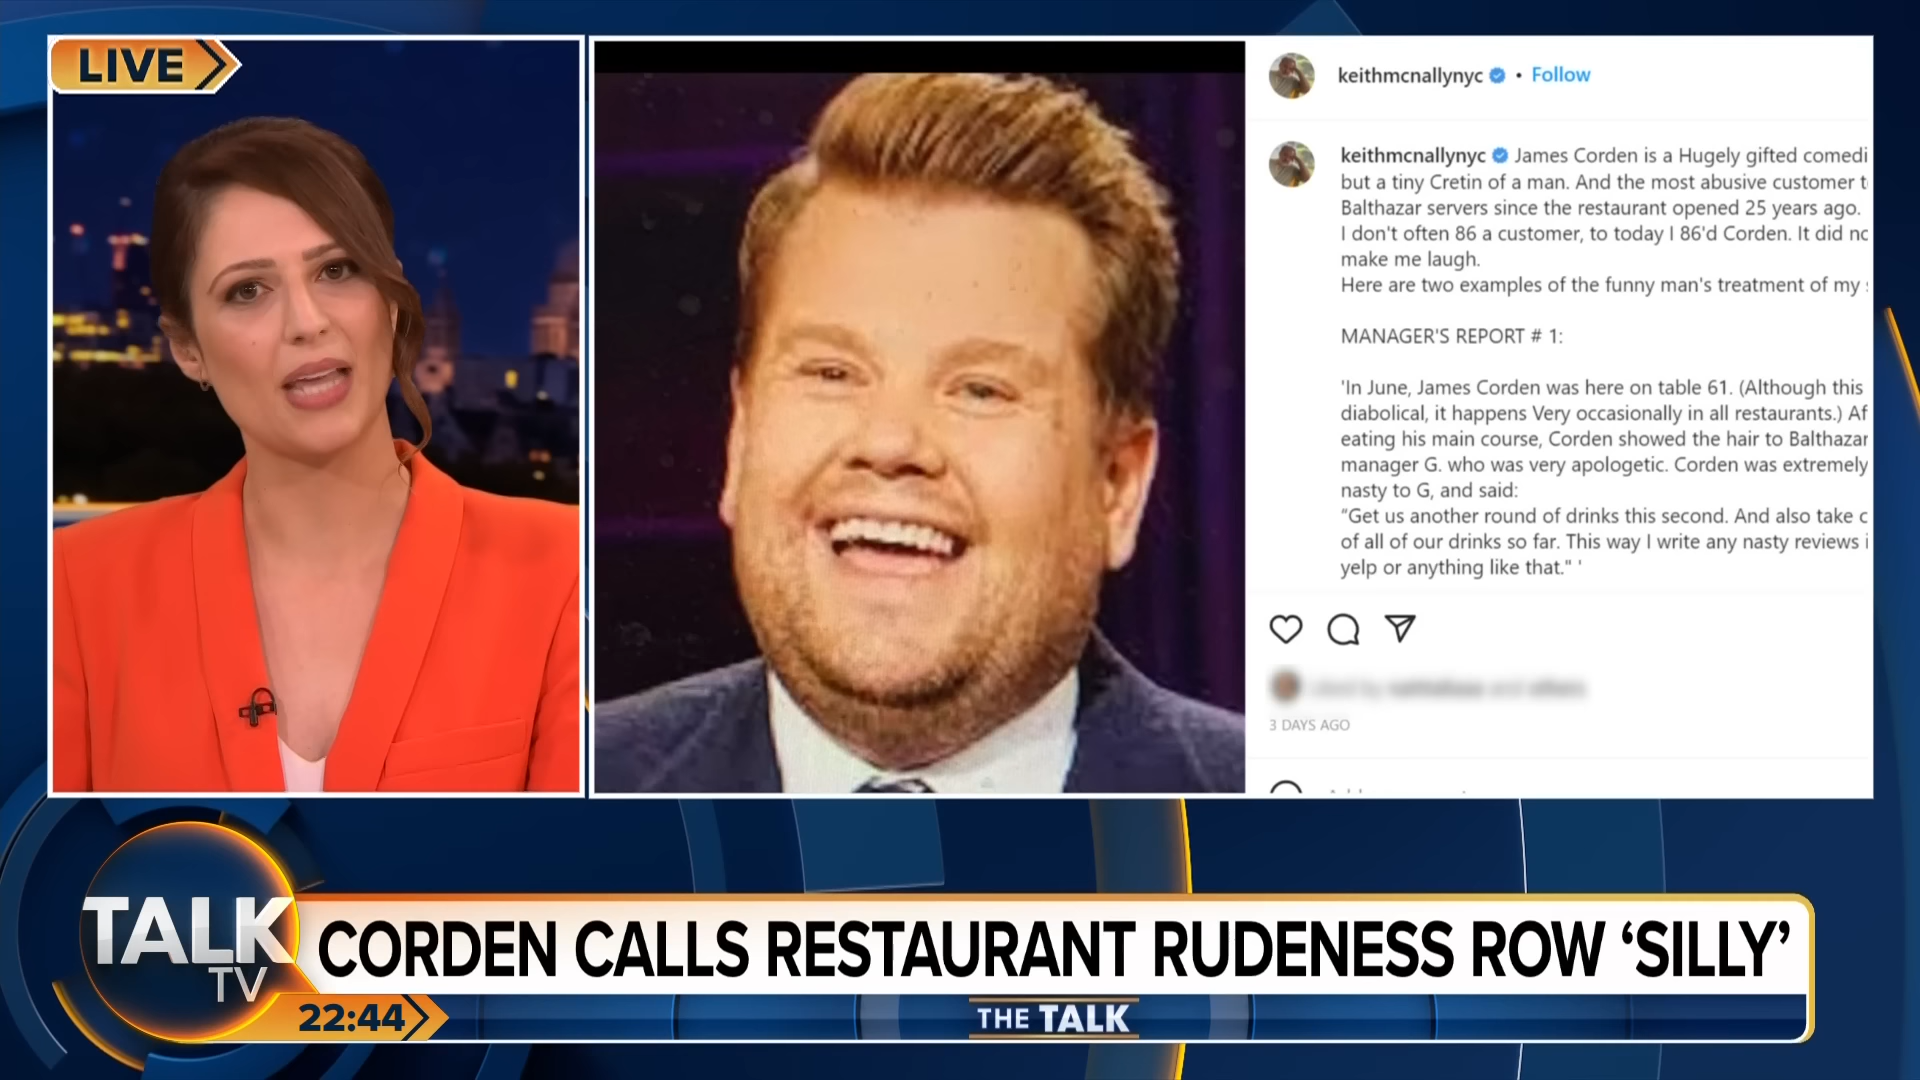 LIVE
keithmcnallynyc • Follow
keithmcnallynyc James Corden is a Hugely gifted comedi
but a tiny Cretin of a man. And the most abusive customer t
Balthazar servers since the restaurant opened 25 years ago.
I don't often 86 a customer, to today I 86'd Corden. It did nc
make me laugh.
Here are two examples of the funny man's treatment of my
MANAGER'S REPORT # 1:
'In June, James Corden was here on table 61. (Although this
diabolical, it happens Very occasionally in all restaurants.) Af
eating his main course, Corden showed the hair to Balthazar
manager G. who was very apologetic. Corden was extremely
nasty to G, and said:
"Get us another round of drinks this second. And also take c
of all of our drinks so far. This way I write any nasty reviews i
yelp or anything like that." '
3 DAYS AGO
TALK
TV
CORDEN CALLS RESTAURANT RUDENESS ROW ‘SILLY’
22:44
THE TALK